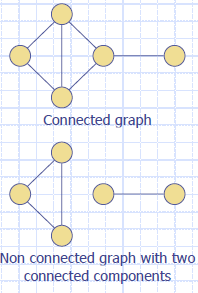 Connected graph
Non connected graph with two
connected components